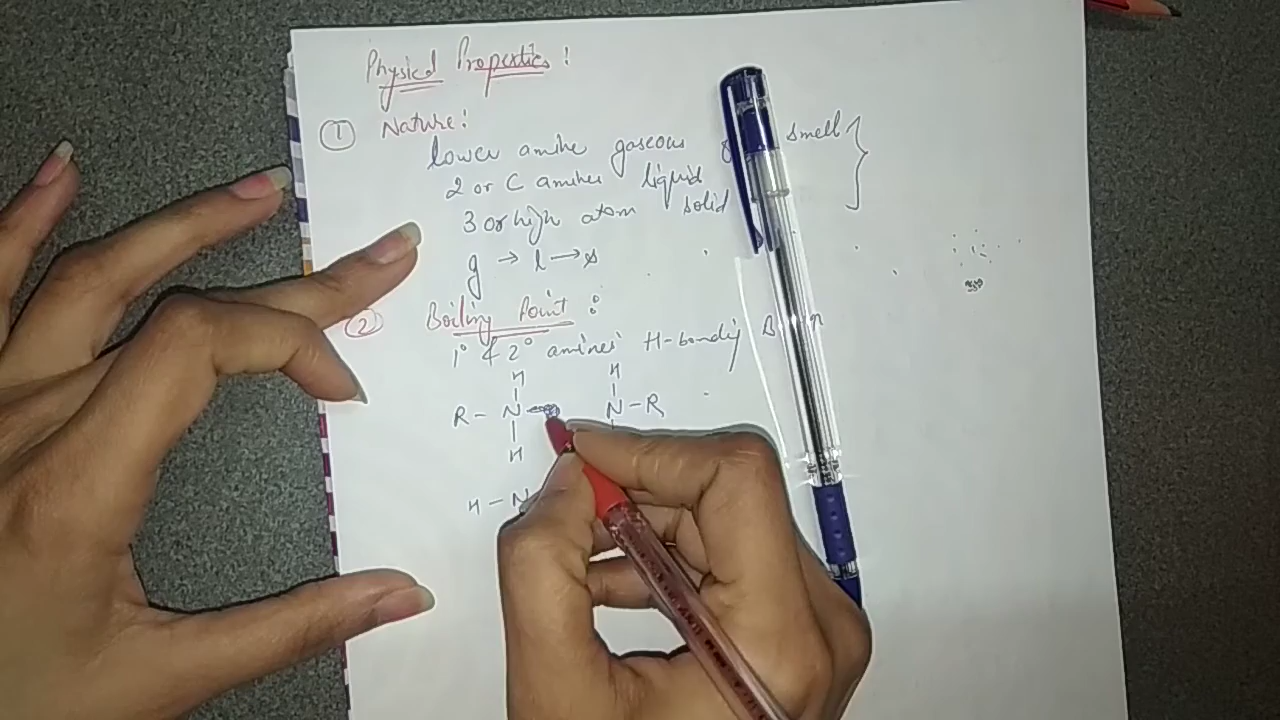 Physical Properties:
① Nature:
lower amine gaseous smell
2 or C amines liquid
3 or high atom solid
g → l → s
② Boiling Point:
1° & 2° amines H-bonding B
H H
R - N N - R
H
H - N